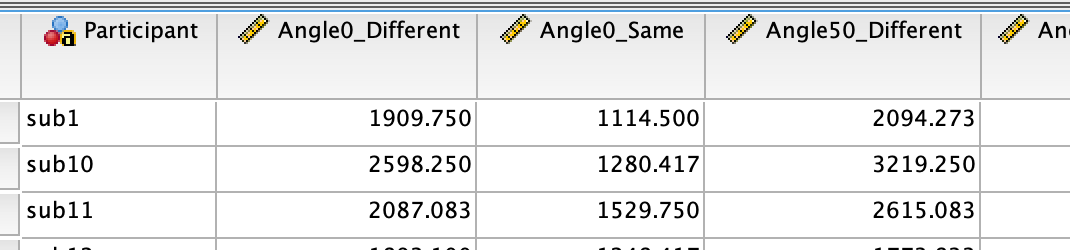 Participant Angle0_Different Angle0_Same Angle50_Different An
sub1 1909.750 1114.500 2094.273
sub10 2598.250 1280.417 3219.250
sub11 2087.083 1529.750 2615.083